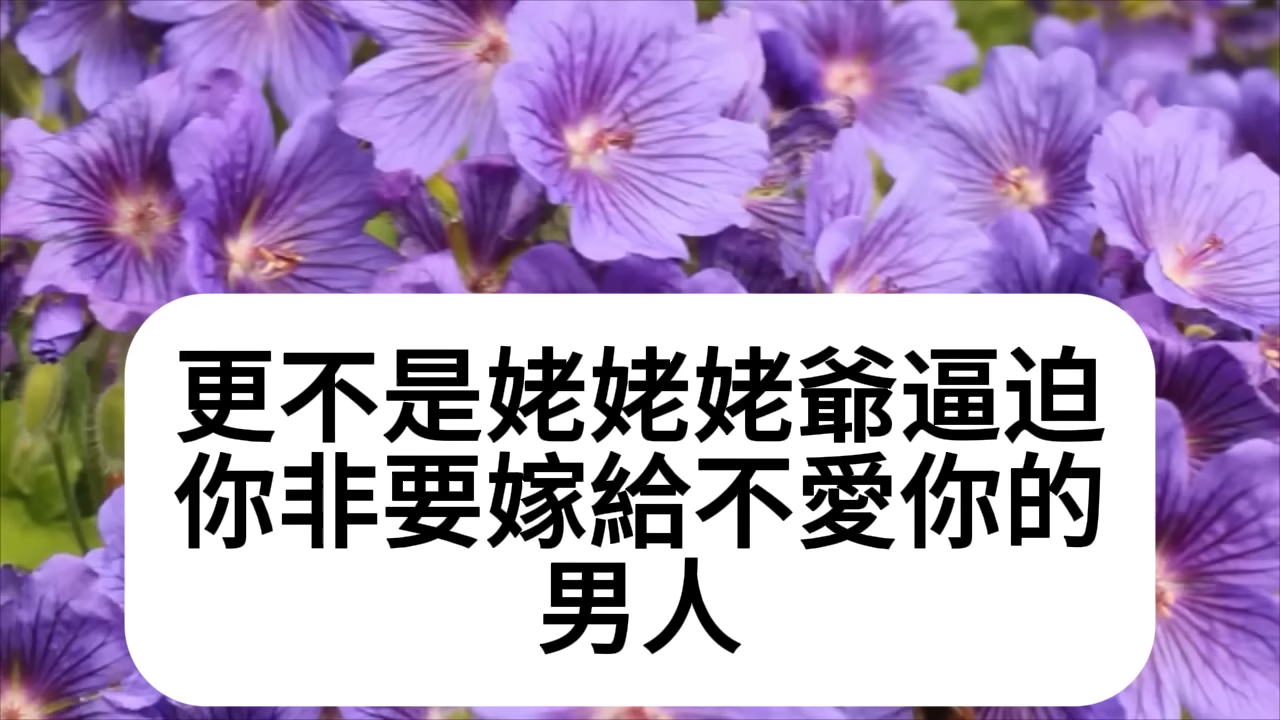 更不是姥姥姥爺逼迫
你非要嫁給不愛你的
男人